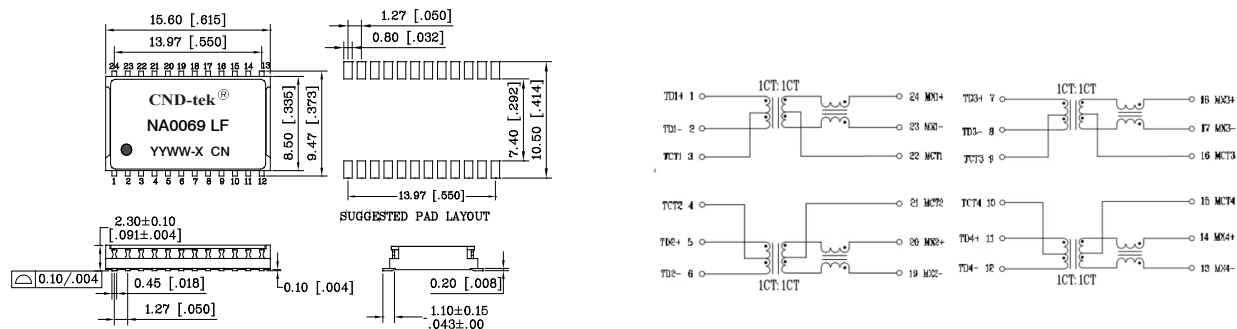 15.60 [.615]
13.97 [.550]
24 23 22 21 20 19 18 17 16 15 14 13
CND-tek®
NA0069 LF
YYWW-X CN
1 2 3 4 5 6 7 8 9 10 11 12
8.50 [.335]
9.47 [.373]
1.27 [.050]
0.80 [.032]
7.40 [.292]
10.50 [.414]
13.97 [.550]
SUGGESTED PAD LAYOUT
2.30±0.10
[.091±.004]
0.10/.004
0.45 [.018]
1.27 [.050]
0.10 [.004]
0.20 [.008]
1.10±0.15
.043±.00
1CT:1CT
TD1+ 1
TD1- 2
TCT1 3
24 MX1+
23 MX1-
22 MCT1
TCT2 4
TD2+ 5
TD2- 6
21 MCT2
20 MX2+
19 MX2-
1CT:1CT
1CT:1CT
TD3+ 7
TD3- 8
TCT3 9
18 MX3+
17 MX3-
16 MCT3
TCT4 10
TD4+ 11
TD4- 12
15 MCT4
14 MX4+
13 MX4-
1CT:1CT